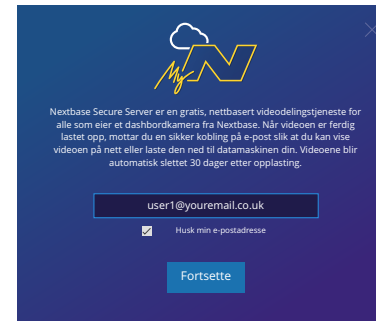 My N
Nextbase Secure Server er en gratis, nettbasert videodelingstjeneste for
alle som eier et dashbordkamera fra Nextbase. Når videoen er ferdig
lastet opp, mottar du en sikker kobling på e-post slik at du kan vise
videoen på nett eller laste den ned til datamaskinen din. Videoene blir
automatisk slettet 30 dager etter opplasting.
user1@youremail.co.uk
Husk min e-postadresse
Fortsette